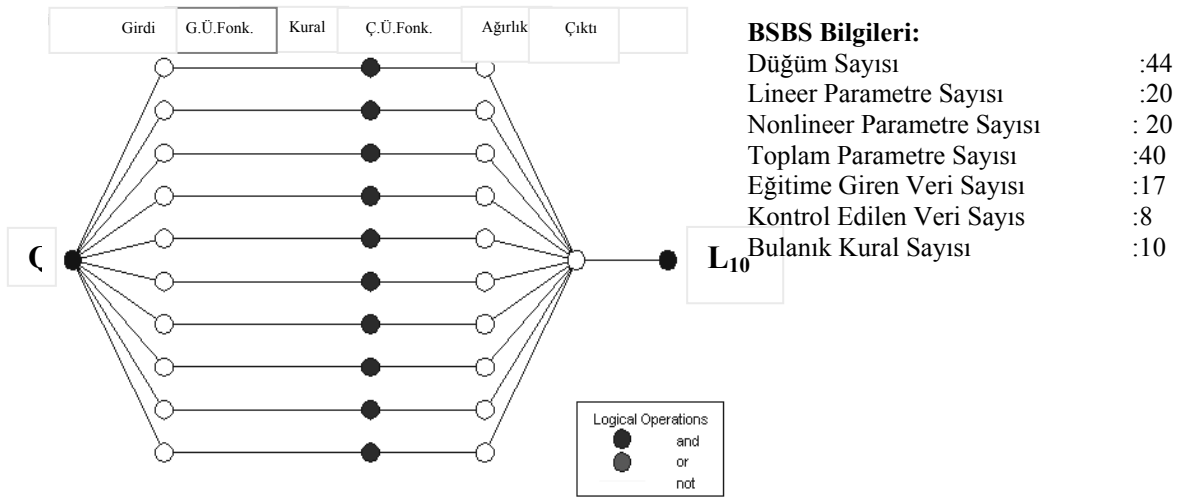 Girdi G.Ü.Fonk. Kural Ç.Ü.Fonk. Ağırlık Çıktı
BSBS Bilgileri:
Düğüm Sayısı :44
Lineer Parametre Sayısı :20
Nonlineer Parametre Sayısı : 20
Toplam Parametre Sayısı :40
Eğitime Giren Veri Sayısı :17
Kontrol Edilen Veri Sayıs :8
Bulanık Kural Sayısı :10
L10
Logical Operations
and
or
not